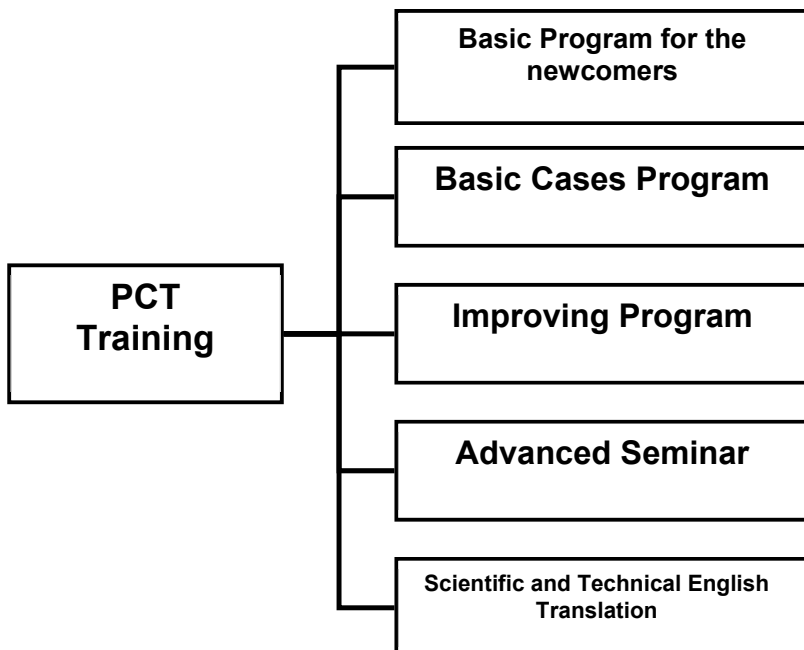 Basic Program for the
newcomers
Basic Cases Program
PCT
Training
Improving Program
Advanced Seminar
Scientific and Technical English
Translation